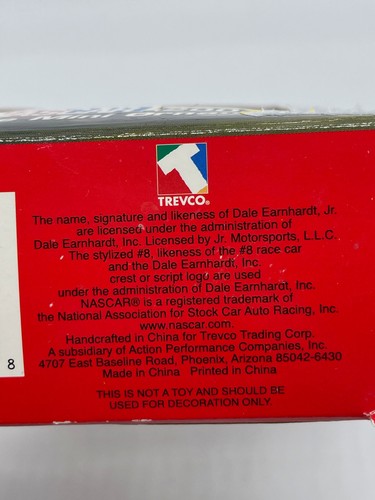 TREVCO®
The name, signature and likeness of Dale Earnhardt, Jr.
are licensed under the administration of
Dale Earnhardt, Inc. Licensed by Jr. Motorsports, L.L.C.
The stylized #8, likeness of the #8 race car
and the Dale Earnhardt, Inc.
crest or script logo are used
under the administration of Dale Earnhardt, Inc.
NASCAR® is a registered trademark of
the National Association for Stock Car Auto Racing, Inc.
www.nascar.com.
Handcrafted in China for Trevco Trading Corp.
A subsidiary of Action Performance Companies, Inc.
4707 East Baseline Road, Phoenix, Arizona 85042-6430
Made in China Printed in China
8
THIS IS NOT A TOY AND SHOULD BE
USED FOR DECORATION ONLY.